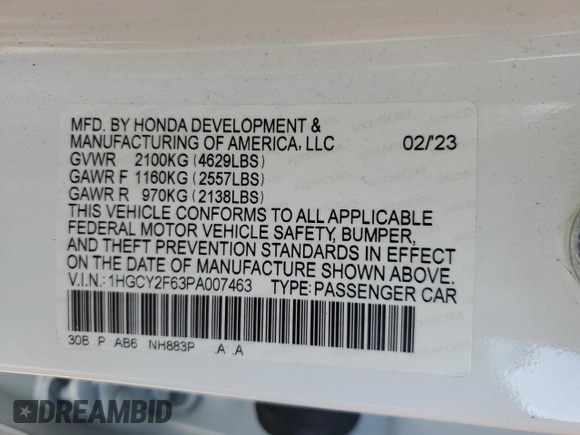 MFD. BY HONDA DEVELOPMENT &
MANUFACTURING OF AMERICA, LLC 02/'23
GVWR 2100KG (4629LBS)
GAWR F 1160KG (2557LBS)
GAWR R 970KG (2138LBS)
THIS VEHICLE CONFORMS TO ALL APPLICABLE
FEDERAL MOTOR VEHICLE SAFETY, BUMPER,
AND THEFT PREVENTION STANDARDS IN EFFECT
ON THE DATE OF MANUFACTURE SHOWN ABOVE.
V.I.N.: 1HGCY2F63PA007463 TYPE: PASSENGER CAR
30B P AB6 NH883P .A .A
DREAMBID